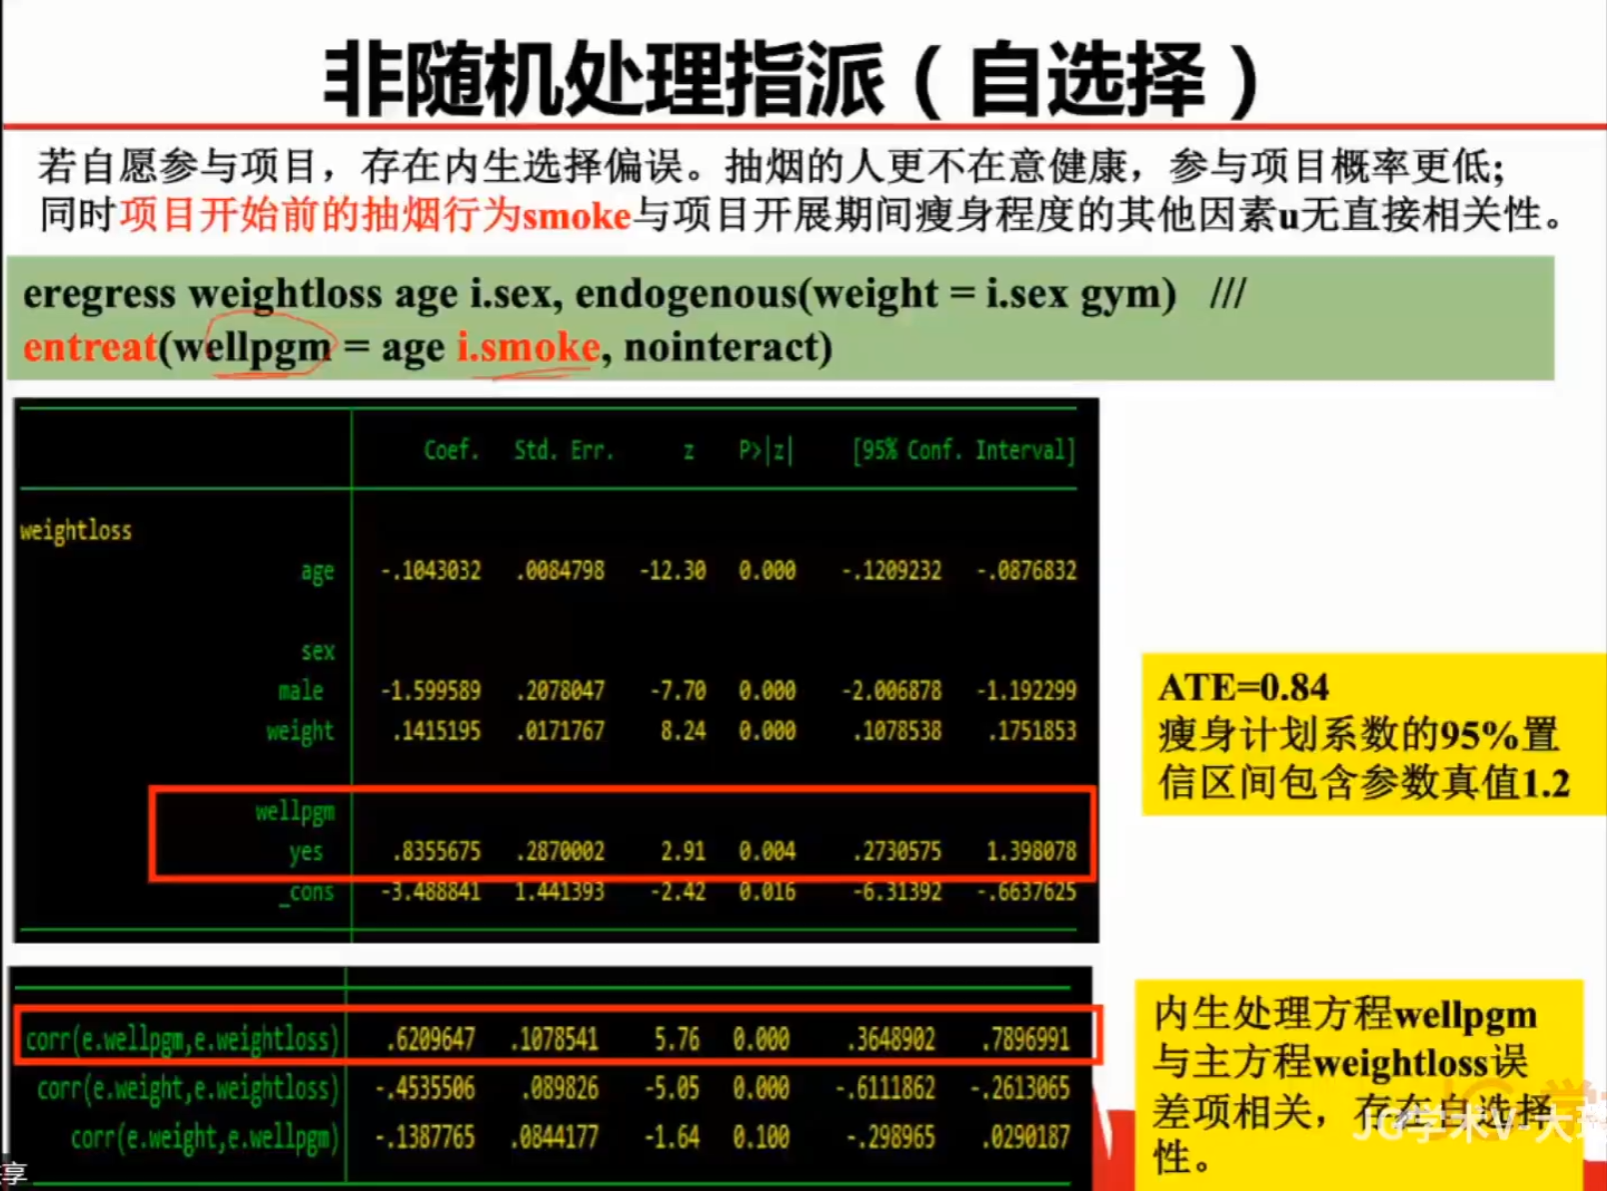 非随机处理指派（自选择）
若自愿参与项目，存在内生选择偏误。抽烟的人更不在意健康，参与项目概率更低；
同时项目开始前的抽烟行为smoke与项目开展期间瘦身程度的其他因素u无直接相关性。
eregress weightloss age i.sex, endogenous(weight = i.sex gym) ///
entreat(wellpgm = age i.smoke, nointeract)
Coef. Std. Err. z P>|z| [95% Conf. Interval]
weightloss
age -.1043032 .0084798 -12.30 0.000 -.1209232 -.0876832
sex
male -1.599589 .2078047 -7.70 0.000 -2.006878 -1.192299
weight .1415195 .0171767 8.24 0.000 .1078538 .1751853
wellpgm
yes .8355675 .2870002 2.91 0.004 .2730575 1.398078
_cons -3.488841 1.441393 -2.42 0.016 -6.31392 -.6637625
ATE=0.84
瘦身计划系数的95%置
信区间包含参数真值1.2
corr(e.wellpgm,e.weightloss) .6209647 .1078541 5.76 0.000 .3648902 .7896991
corr(e.weight,e.weightloss) -.4535506 .089826 -5.05 0.000 -.6111862 -.2613065
corr(e.weight,e.wellpgm) -.1387765 .0844177 -1.64 0.100 -.298965 .0290187
内生处理方程wellpgm
与主方程weightloss误
差项相关，存在自选择
性。
JG学术V-大
享